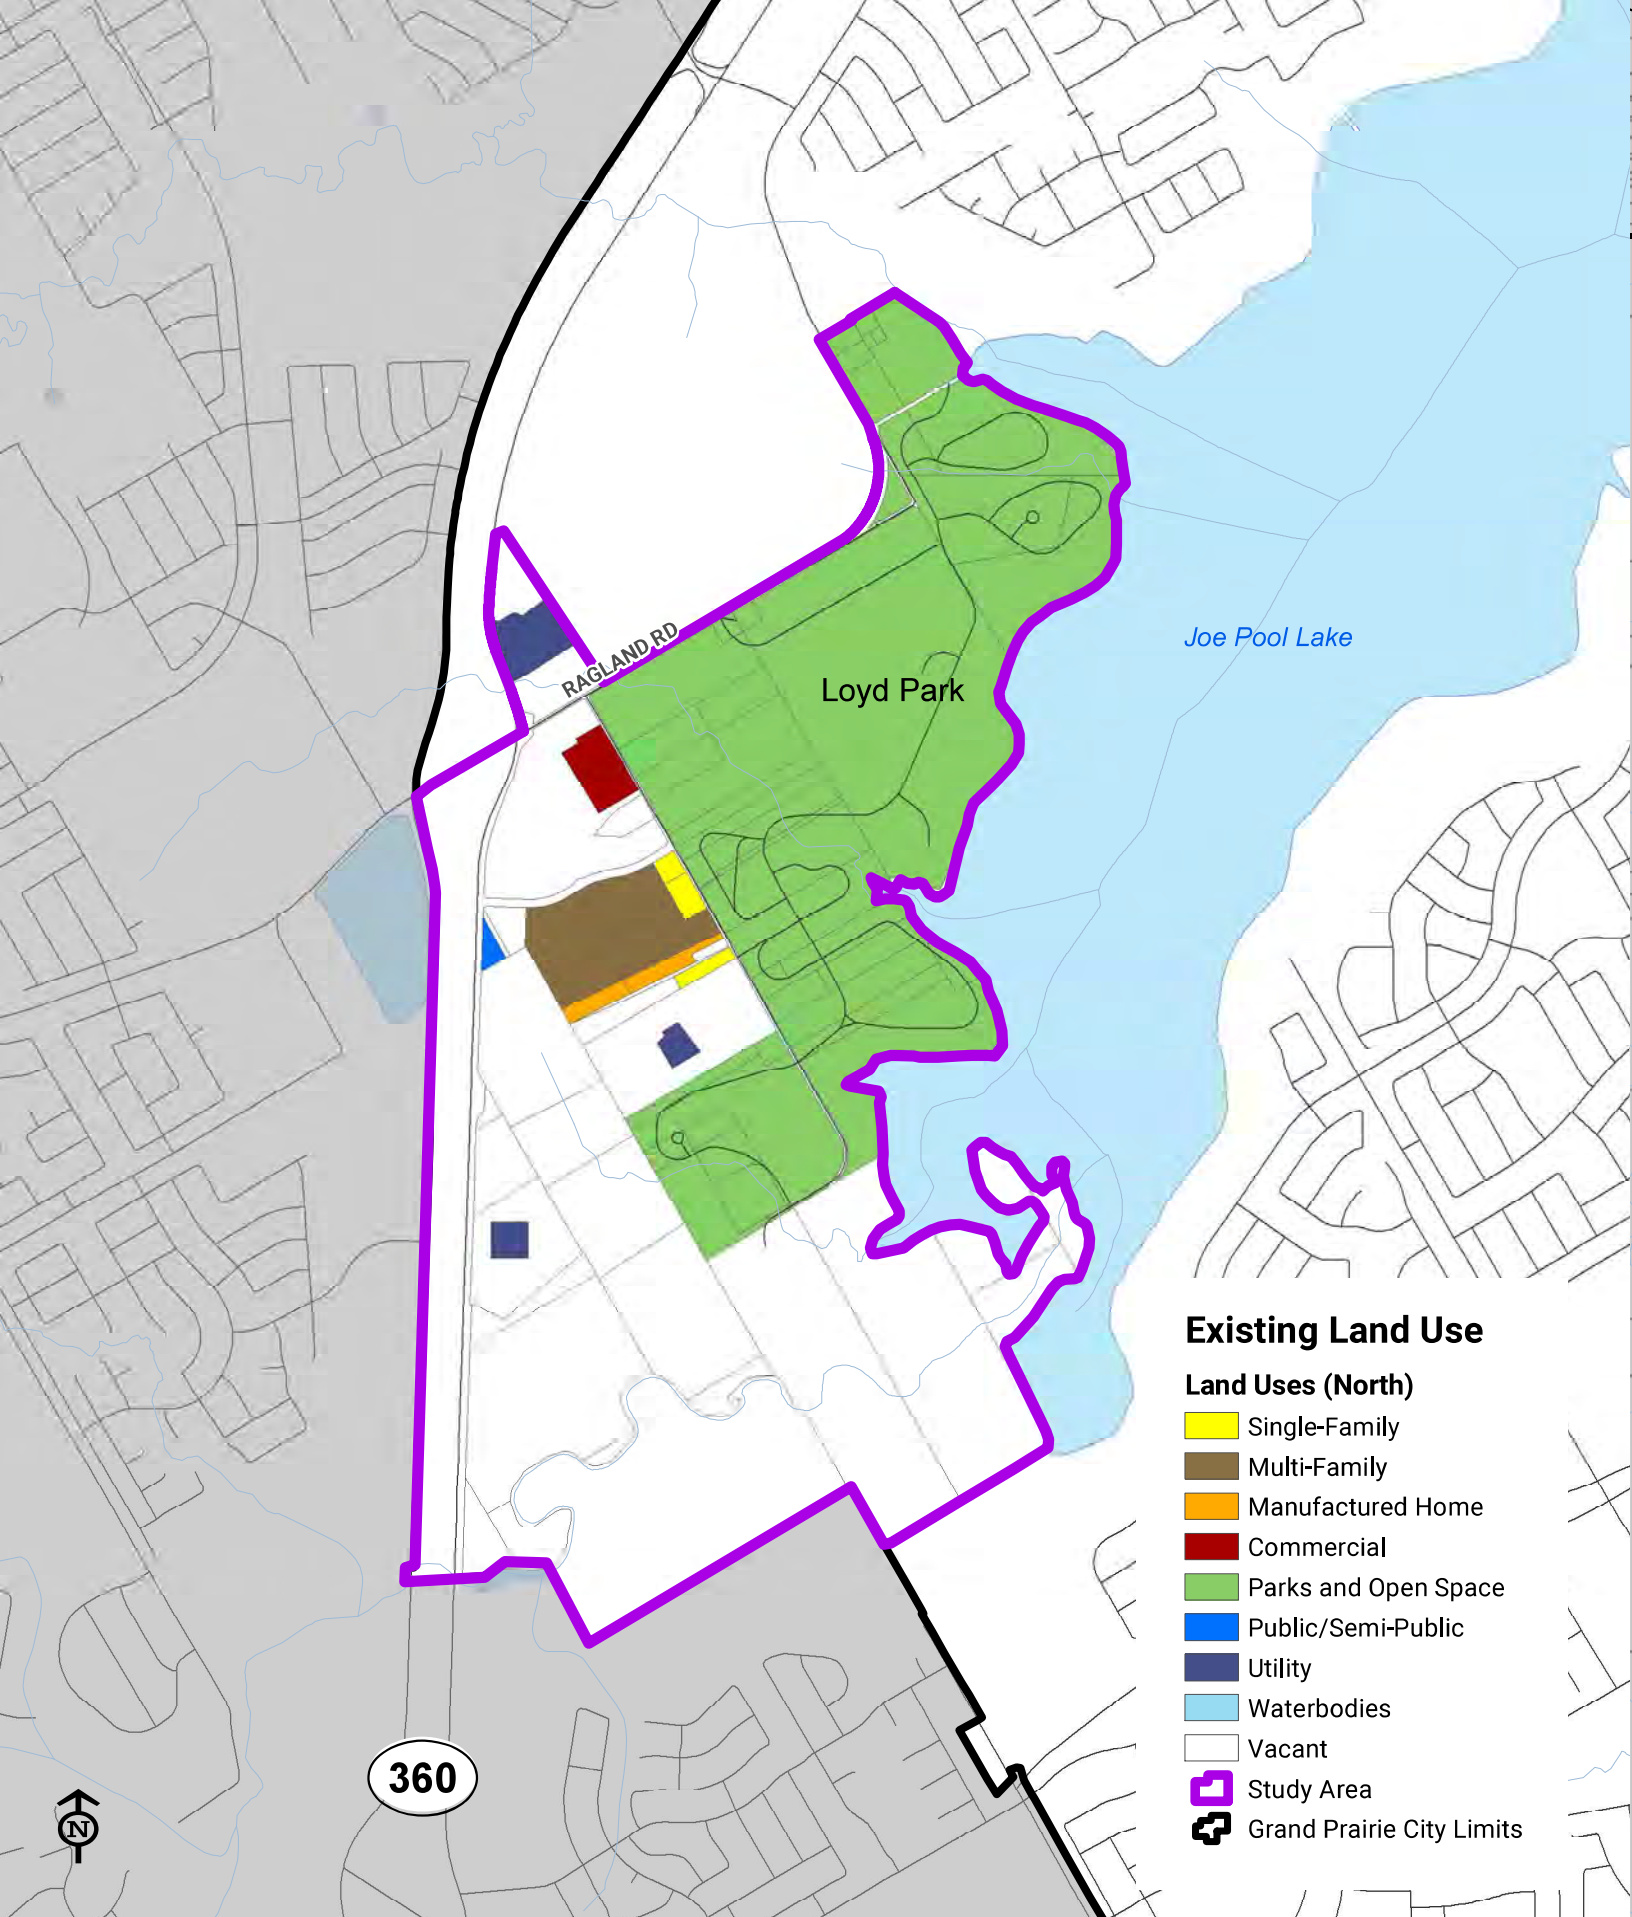 RAGLAND RD
Joe Pool Lake
Loyd Park
Existing Land Use
Land Uses (North)
Single-Family
Multi-Family
Manufactured Home
Commercial
Parks and Open Space
Public/Semi-Public
Utility
Waterbodies
Vacant
Study Area
Grand Prairie City Limits
360
N